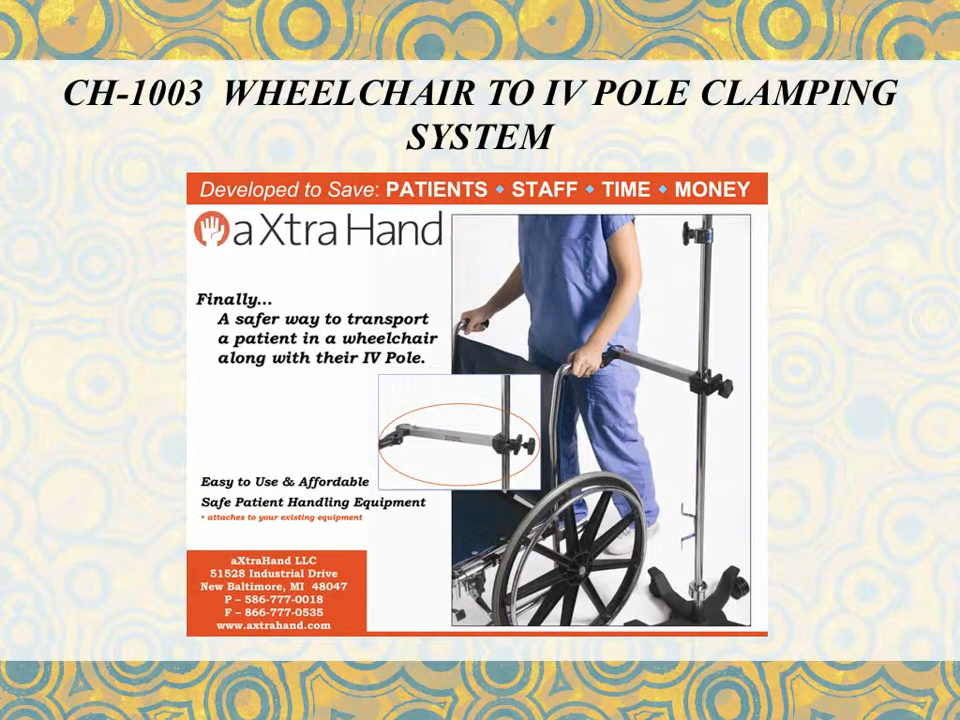 CH-1003 WHEELCHAIR TO IV POLE CLAMPING
SYSTEM
Developed to Save: PATIENTS • STAFF • TIME • MONEY
aXtra Hand
Finally...
A safer way to transport
a patient in a wheelchair
along with their IV Pole.
Easy to Use & Affordable
Safe Patient Handling Equipment
• attaches to your existing equipment
aXtraHand LLC
51528 Industrial Drive
New Baltimore, MI 48047
P – 586-777-0018
F – 866-777-0535
www.axtrahand.com